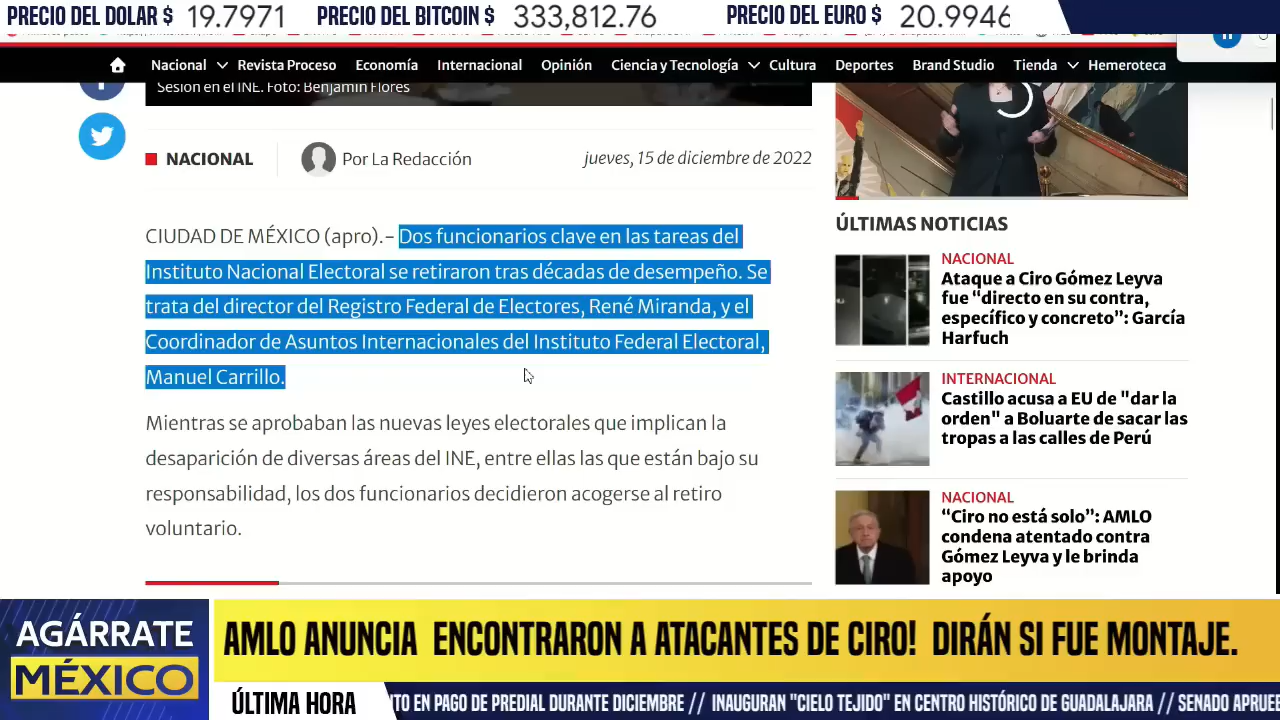 PRECIO DEL DOLAR $ 19.7971 PRECIO DEL BITCOIN $ 333,812.76 PRECIO DEL EURO $ 20.9946
Nacional Revista Proceso Economía Internacional Opinión Ciencia y Tecnología Cultura Deportes Brand Studio Tienda Hemeroteca
Sesión en el INE. Foto: Benjamín Flores
NACIONAL Por La Redacción jueves, 15 de diciembre de 2022
CIUDAD DE MÉXICO (apro).- Dos funcionarios clave en las tareas del
Instituto Nacional Electoral se retiraron tras décadas de desempeño. Se
trata del director del Registro Federal de Electores, René Miranda, y el
Coordinador de Asuntos Internacionales del Instituto Federal Electoral,
Manuel Carrillo.
Mientras se aprobaban las nuevas leyes electorales que implican la
desaparición de diversas áreas del INE, entre ellas las que están bajo su
responsabilidad, los dos funcionarios decidieron acogerse al retiro
voluntario.
ÚLTIMAS NOTICIAS
NACIONAL
Ataque a Ciro Gómez Leyva
fue “directo en su contra,
específico y concreto”: García
Harfuch
INTERNACIONAL
Castillo acusa a EU de "dar la
orden" a Boluarte de sacar las
tropas a las calles de Perú
NACIONAL
“Ciro no está solo”: AMLO
condena atentado contra
Gómez Leyva y le brinda
apoyo
AGÁRRATE
MÉXICO
AMLO ANUNCIA ENCONTRARON A ATACANTES DE CIRO! DIRÁN SI FUE MONTAJE.
ÚLTIMA HORA
TO EN PAGO DE PREDIAL DURANTE DICIEMBRE // INAUGURAN "CIELO TEJIDO" EN CENTRO HISTÓRICO DE GUADALAJARA // SENADO APRUE